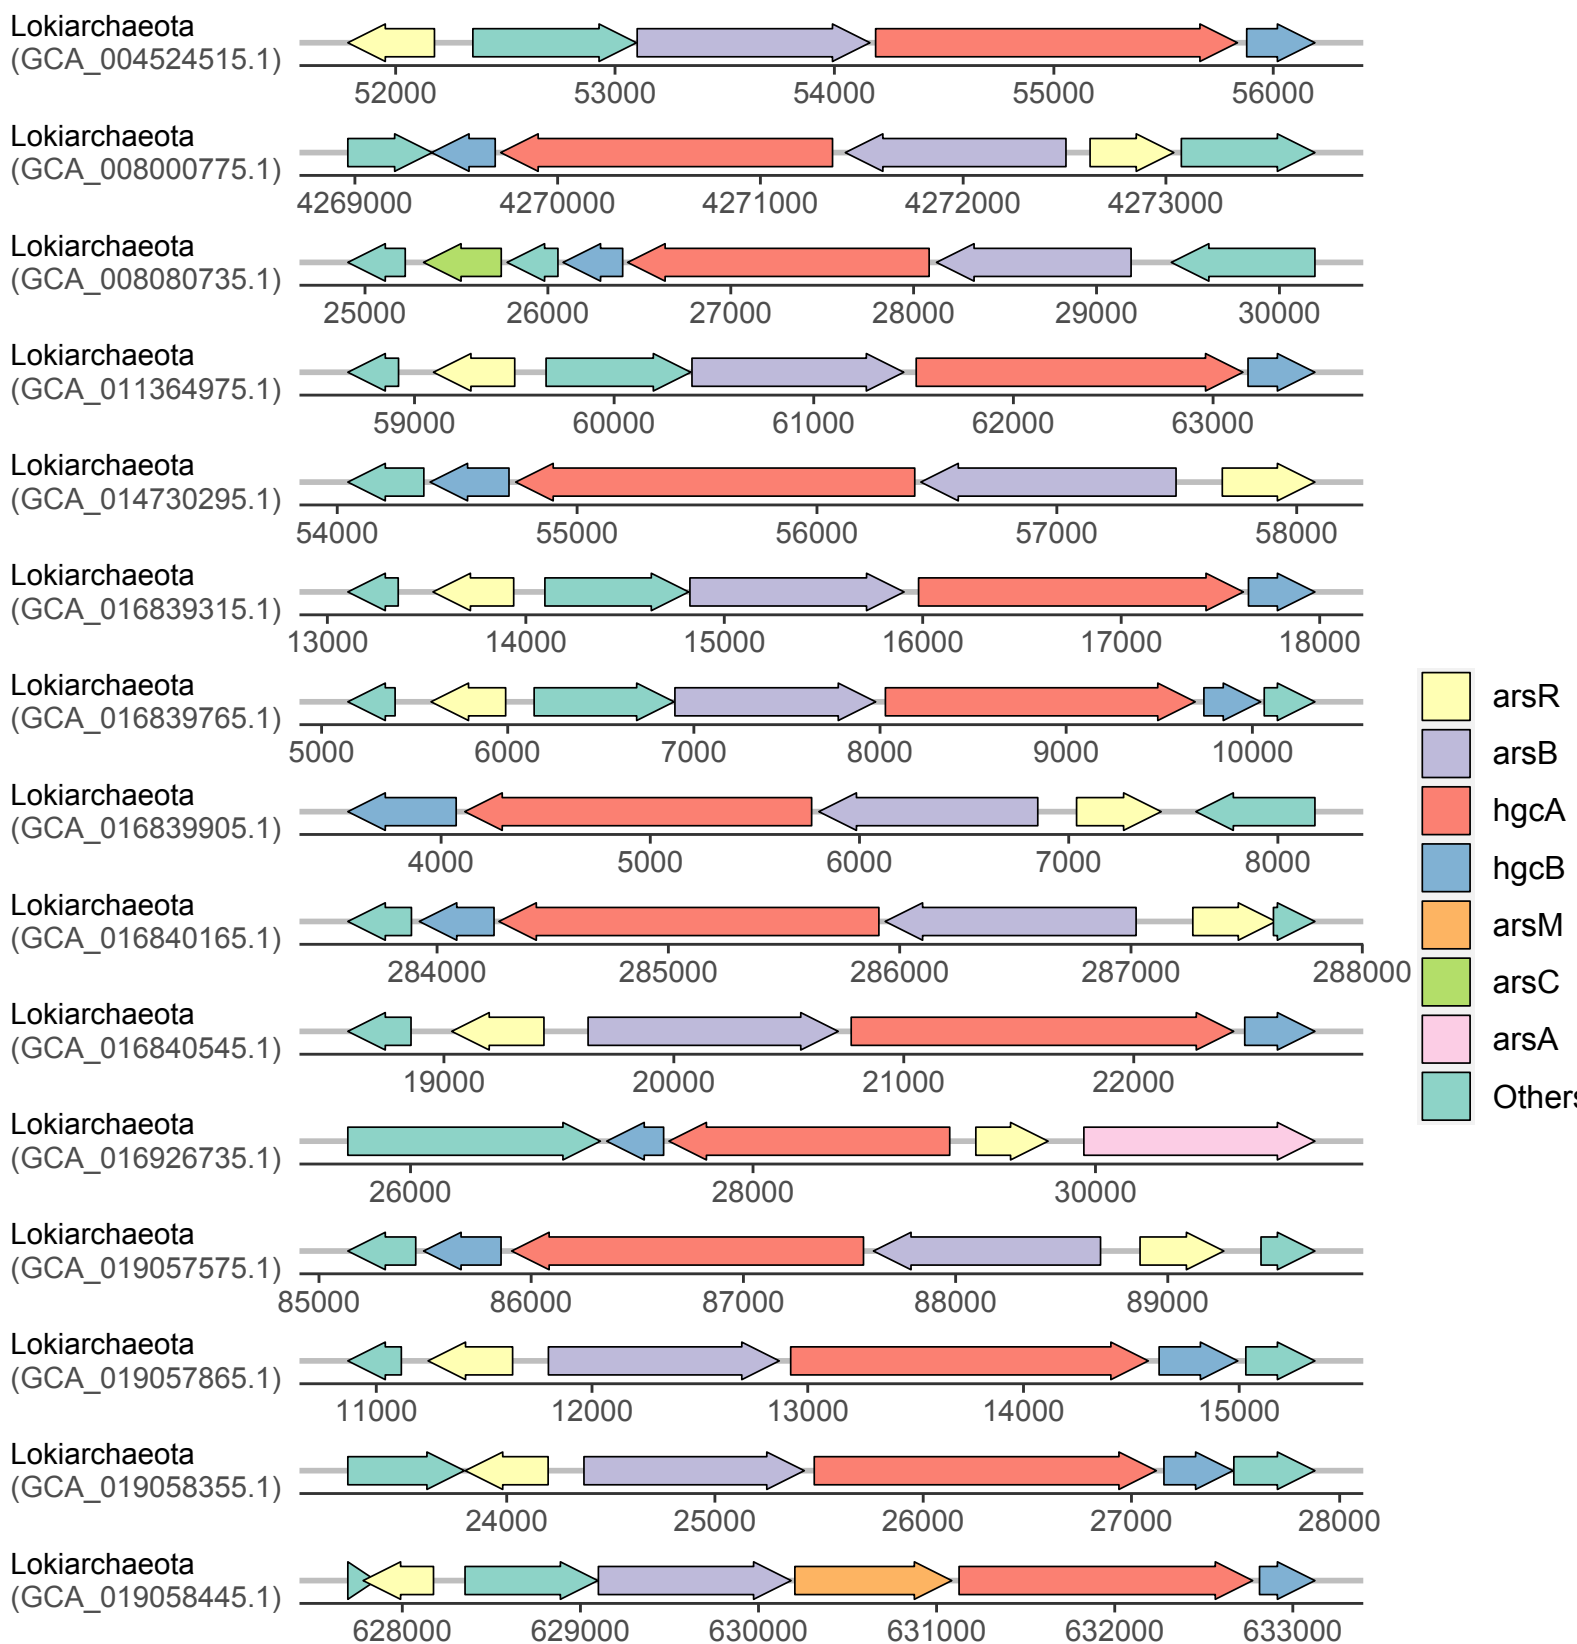 Lokiarchaeota
(GCA_004524515.1)
52000 53000 54000 55000 56000
Lokiarchaeota
(GCA_008000775.1)
4269000 4270000 4271000 4272000 4273000
Lokiarchaeota
(GCA_008080735.1)
25000 26000 27000 28000 29000 30000
Lokiarchaeota
(GCA_011364975.1)
59000 60000 61000 62000 63000
Lokiarchaeota
(GCA_014730295.1)
54000 55000 56000 57000 58000
Lokiarchaeota
(GCA_016839315.1)
13000 14000 15000 16000 17000 18000
Lokiarchaeota
(GCA_016839765.1)
5000 6000 7000 8000 9000 10000
Lokiarchaeota
(GCA_016839905.1)
4000 5000 6000 7000 8000
Lokiarchaeota
(GCA_016840165.1)
284000 285000 286000 287000 288000
Lokiarchaeota
(GCA_016840545.1)
19000 20000 21000 22000
Lokiarchaeota
(GCA_016926735.1)
26000 28000 30000
Lokiarchaeota
(GCA_019057575.1)
85000 86000 87000 88000 89000
Lokiarchaeota
(GCA_019057865.1)
11000 12000 13000 14000 15000
Lokiarchaeota
(GCA_019058355.1)
24000 25000 26000 27000 28000
Lokiarchaeota
(GCA_019058445.1)
628000 629000 630000 631000 632000 633000
arsR
arsB
hgcA
hgcB
arsM
arsC
arsA
Others